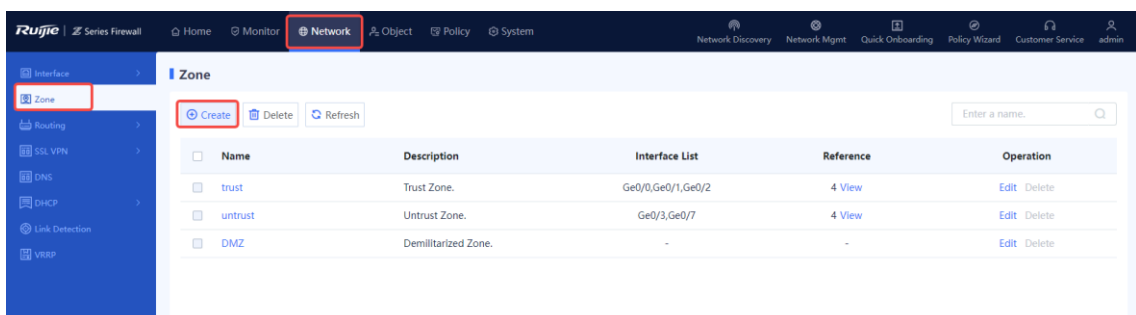 Ruijie | Z Series Firewall Home Monitor Network Object Policy System Network Discovery Network Mgmt Quick Onboarding Policy Wizard Customer Service admin
Interface
Zone
Routing
SSL VPN
DNS
DHCP
Link Detection
VRRP
Zone
Create Delete Refresh Enter a name.
Name Description Interface List Reference Operation
trust Trust Zone. Ge0/0,Ge0/1,Ge0/2 4 View Edit Delete
untrust Untrust Zone. Ge0/3,Ge0/7 4 View Edit Delete
DMZ Demilitarized Zone. - - Edit Delete